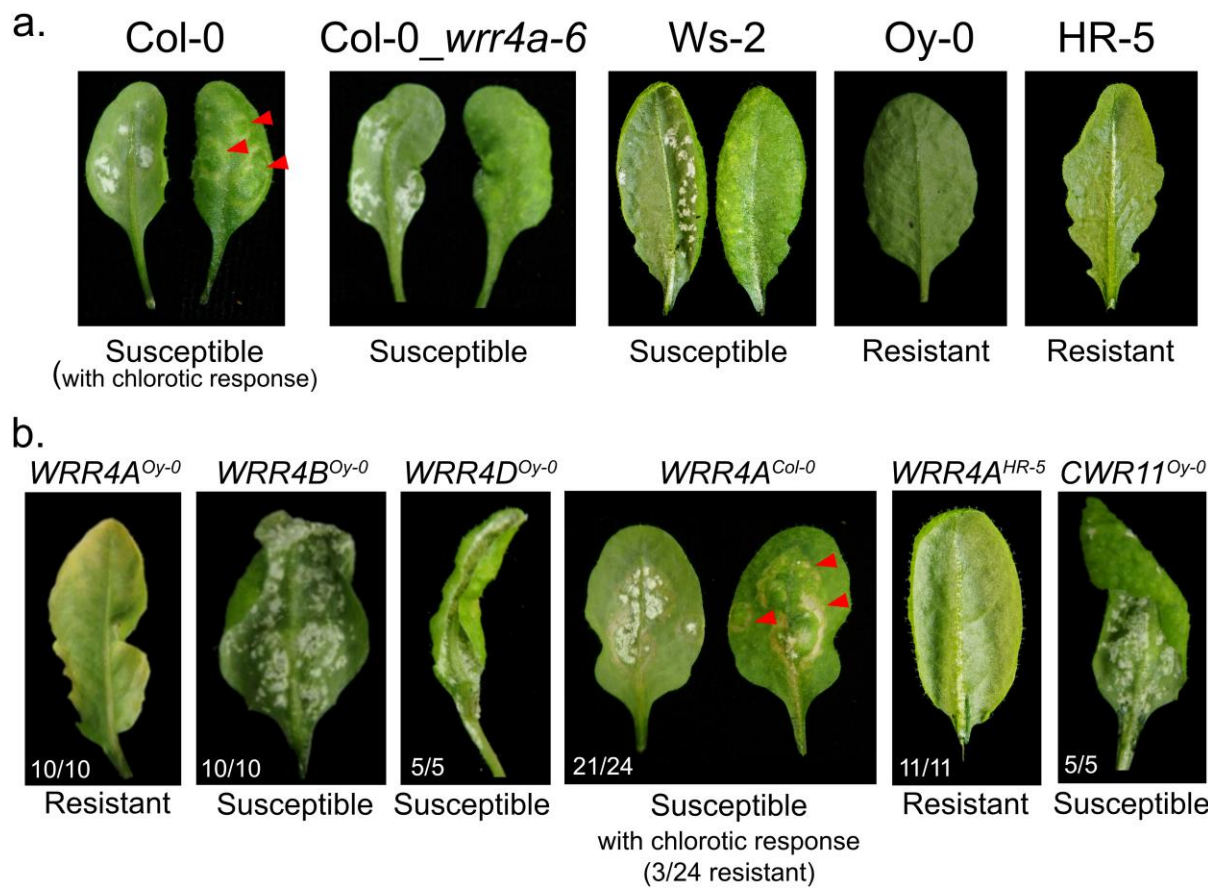 a.
Col-0 Col-0_wrr4a-6 Ws-2 Oy-0 HR-5
Susceptible Susceptible Susceptible Resistant Resistant
(with chlorotic response)
b.
WRR4A^Oy-0 WRR4B^Oy-0 WRR4D^Oy-0 WRR4A^Col-0 WRR4A^HR-5 CWR11^Oy-0
10/10 10/10 5/5 21/24 11/11 5/5
Resistant Susceptible Susceptible Susceptible Resistant Susceptible
with chlorotic response
(3/24 resistant)